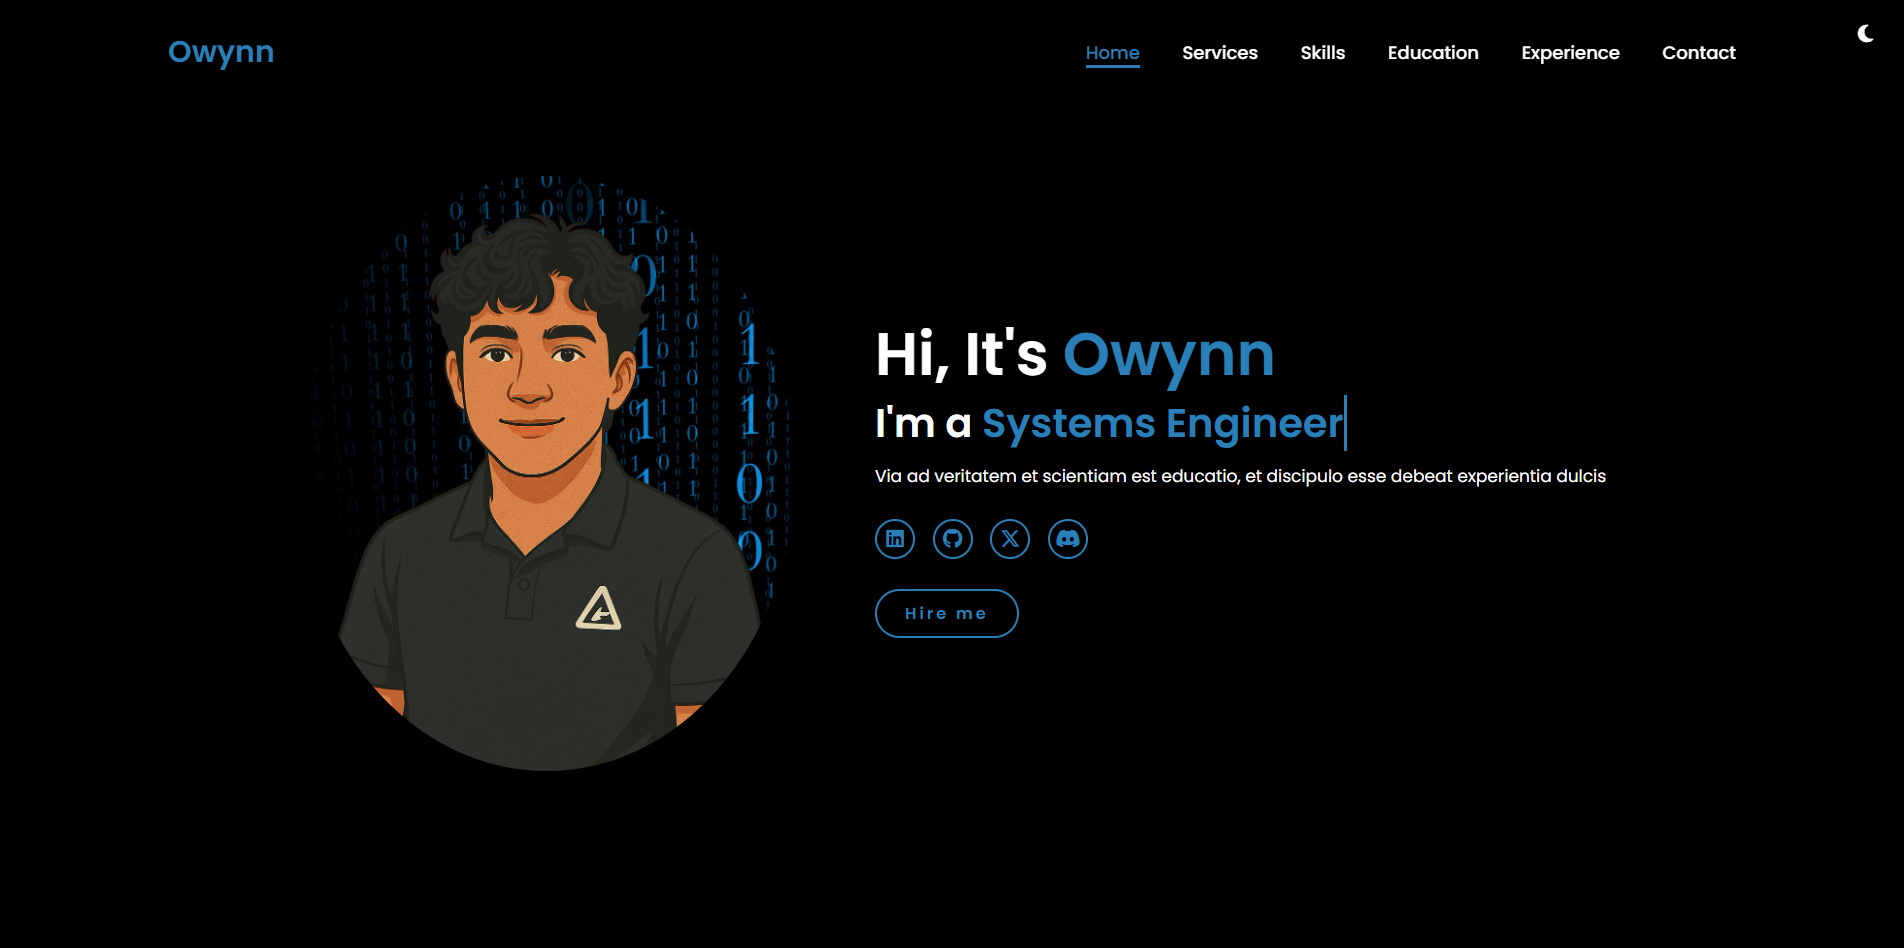 Owynn
Home Services Skills Education Experience Contact
Hi, It's Owynn
I'm a Systems Engineer
Via ad veritatem et scientiam est educatio, et discipulo esse debeat experientia dulcis
Hire me